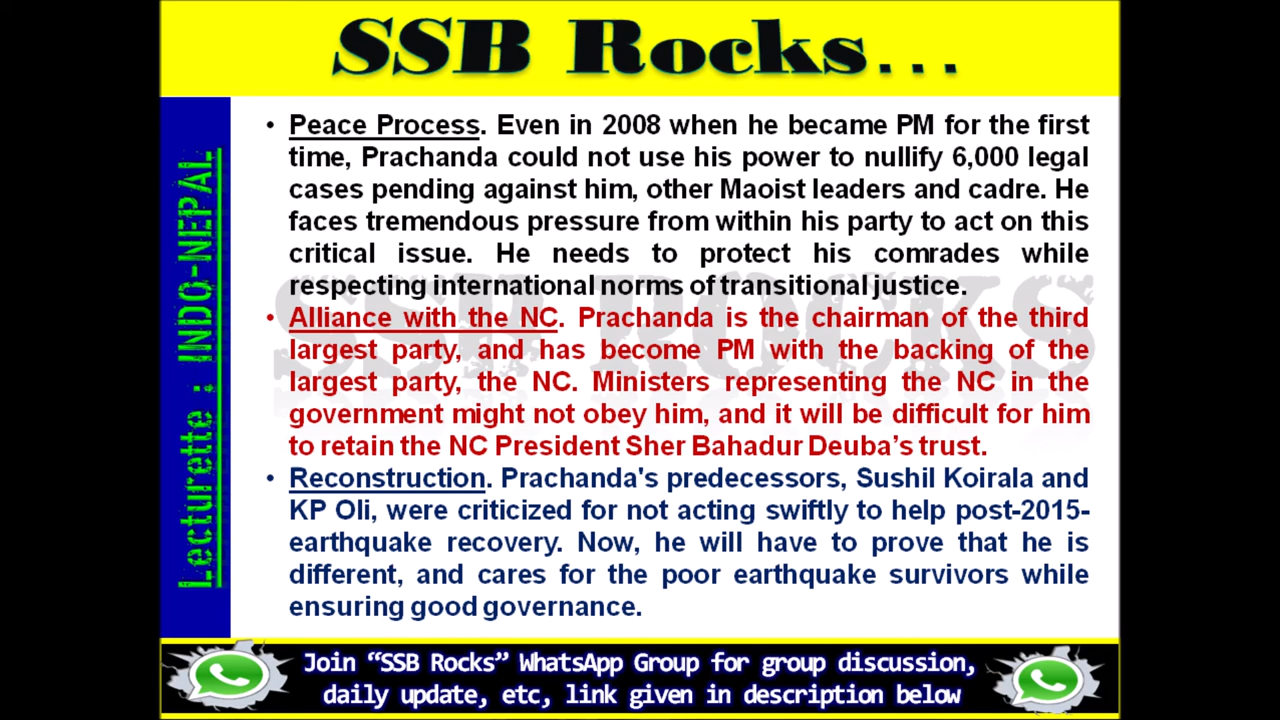 SSB Rocks...
Lecturette : INDO-NEPAL
• Peace Process. Even in 2008 when he became PM for the first
time, Prachanda could not use his power to nullify 6,000 legal
cases pending against him, other Maoist leaders and cadre. He
faces tremendous pressure from within his party to act on this
critical issue. He needs to protect his comrades while
respecting international norms of transitional justice.
• Alliance with the NC. Prachanda is the chairman of the third
largest party, and has become PM with the backing of the
largest party, the NC. Ministers representing the NC in the
government might not obey him, and it will be difficult for him
to retain the NC President Sher Bahadur Deuba’s trust.
• Reconstruction. Prachanda's predecessors, Sushil Koirala and
KP Oli, were criticized for not acting swiftly to help post-2015-
earthquake recovery. Now, he will have to prove that he is
different, and cares for the poor earthquake survivors while
ensuring good governance.
SSB ROCKS
Join “SSB Rocks” WhatsApp Group for group discussion,
daily update, etc, link given in description below